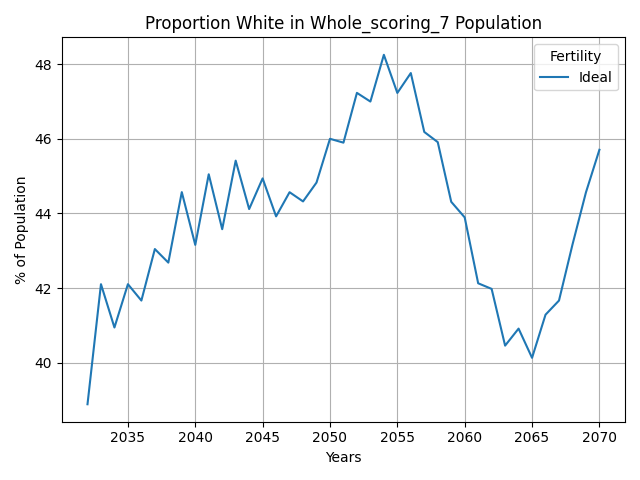 Proportion White in Whole_scoring_7 Population
Fertility
Ideal
% of Population
48
46
44
42
40
2035 2040 2045 2050 2055 2060 2065 2070
Years